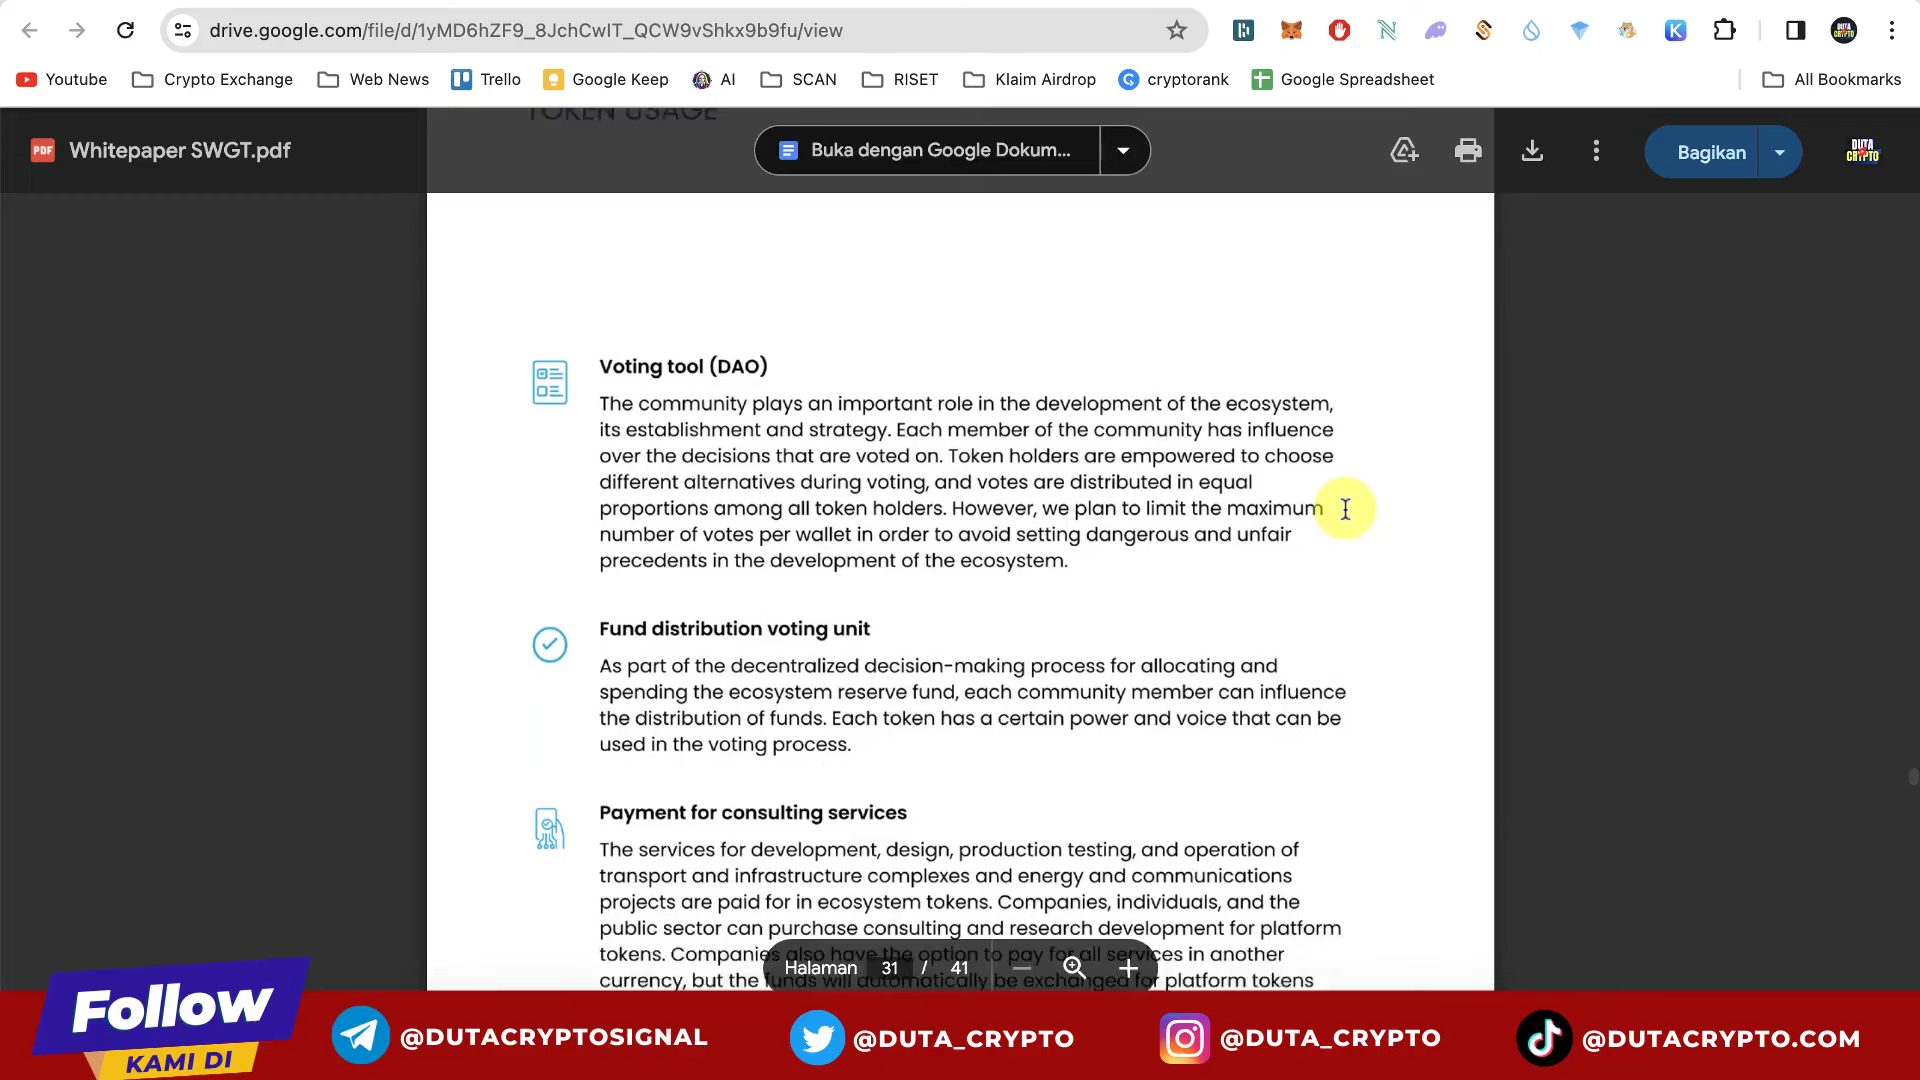 drive.google.com/file/d/1yMD6hZF9_8JchCwIT_QCW9vShkx9b9fu/view
Youtube Crypto Exchange Web News Trello Google Keep AI SCAN RISET Klaim Airdrop cryptorank Google Spreadsheet All Bookmarks
TOKEN USAGE
PDF Whitepaper SWGT.pdf Buka dengan Google Dokum... Bagikan DUTA CRYPTO
Voting tool (DAO)
The community plays an important role in the development of the ecosystem,
its establishment and strategy. Each member of the community has influence
over the decisions that are voted on. Token holders are empowered to choose
different alternatives during voting, and votes are distributed in equal
proportions among all token holders. However, we plan to limit the maximum
number of votes per wallet in order to avoid setting dangerous and unfair
precedents in the development of the ecosystem.
Fund distribution voting unit
As part of the decentralized decision-making process for allocating and
spending the ecosystem reserve fund, each community member can influence
the distribution of funds. Each token has a certain power and voice that can be
used in the voting process.
Payment for consulting services
The services for development, design, production testing, and operation of
transport and infrastructure complexes and energy and communications
projects are paid for in ecosystem tokens. Companies, individuals, and the
public sector can purchase consulting and research development for platform
tokens. Companies also have the option to pay for all services in another
currency, but the funds will automatically be exchanged for platform tokens
Halaman 31 / 41
Follow
KAMI DI
@DUTACRYPTOSIGNAL @DUTA_CRYPTO @DUTA_CRYPTO @DUTACRYPTO.COM